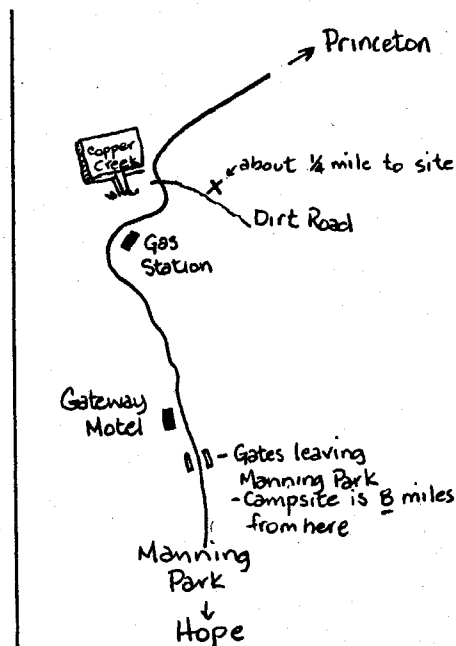 Princeton
Copper
Creek
about ¼ mile to site
Dirt Road
Gas
Station
Gateway
Motel
- Gates leaving
Manning Park
- Campsite is 8 miles
from here
Manning
Park
Hope